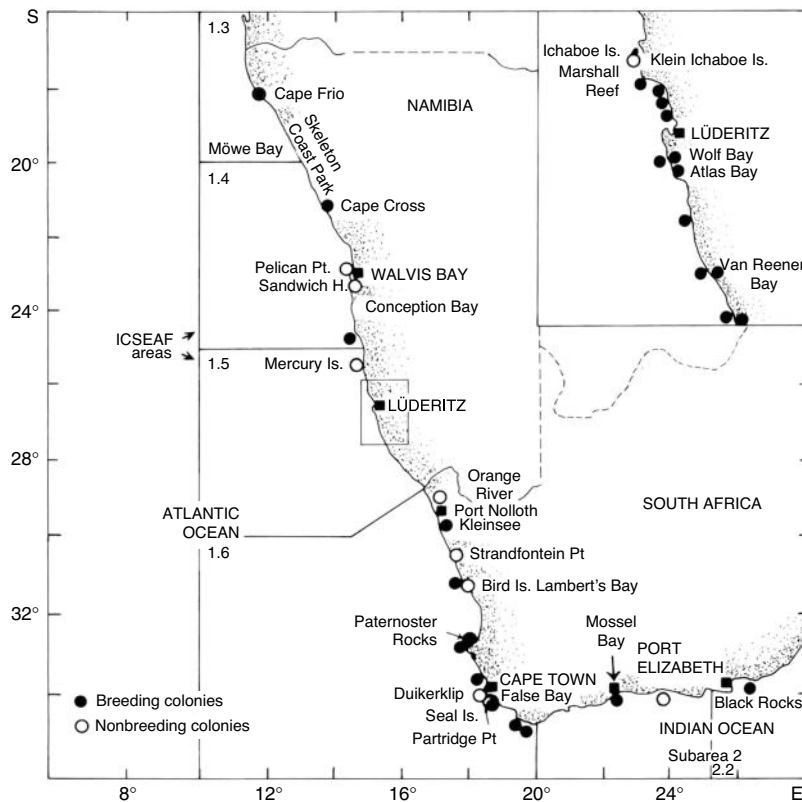 S
1.3
Ichaboe Is.
Klein Ichaboe Is.
Marshall
Reef
Cape Frio
NAMIBIA
Skeleton
Coast Park
LÜDERITZ
Möwe Bay
Wolf Bay
20°
1.4
Atlas Bay
Cape Cross
Pelican Pt.
WALVIS BAY
Van Reenen
Bay
Sandwich H.
Conception Bay
24°
ICSEAF
areas
1.5
Mercury Is.
LÜDERITZ
28°
Orange
River
ATLANTIC
OCEAN
Port Nolloth
SOUTH AFRICA
Kleinsee
1.6
Strandfontein Pt
32°
Bird Is. Lambert's Bay
Paternoster
Rocks
Mossel
Bay
PORT
ELIZABETH
CAPE TOWN
Duikerklip
False Bay
Black Rocks
Breeding colonies
Seal Is.
Nonbreeding colonies
Partridge Pt
INDIAN OCEAN
Subarea 2
2.2
8°
12°
16°
20°
24°
E